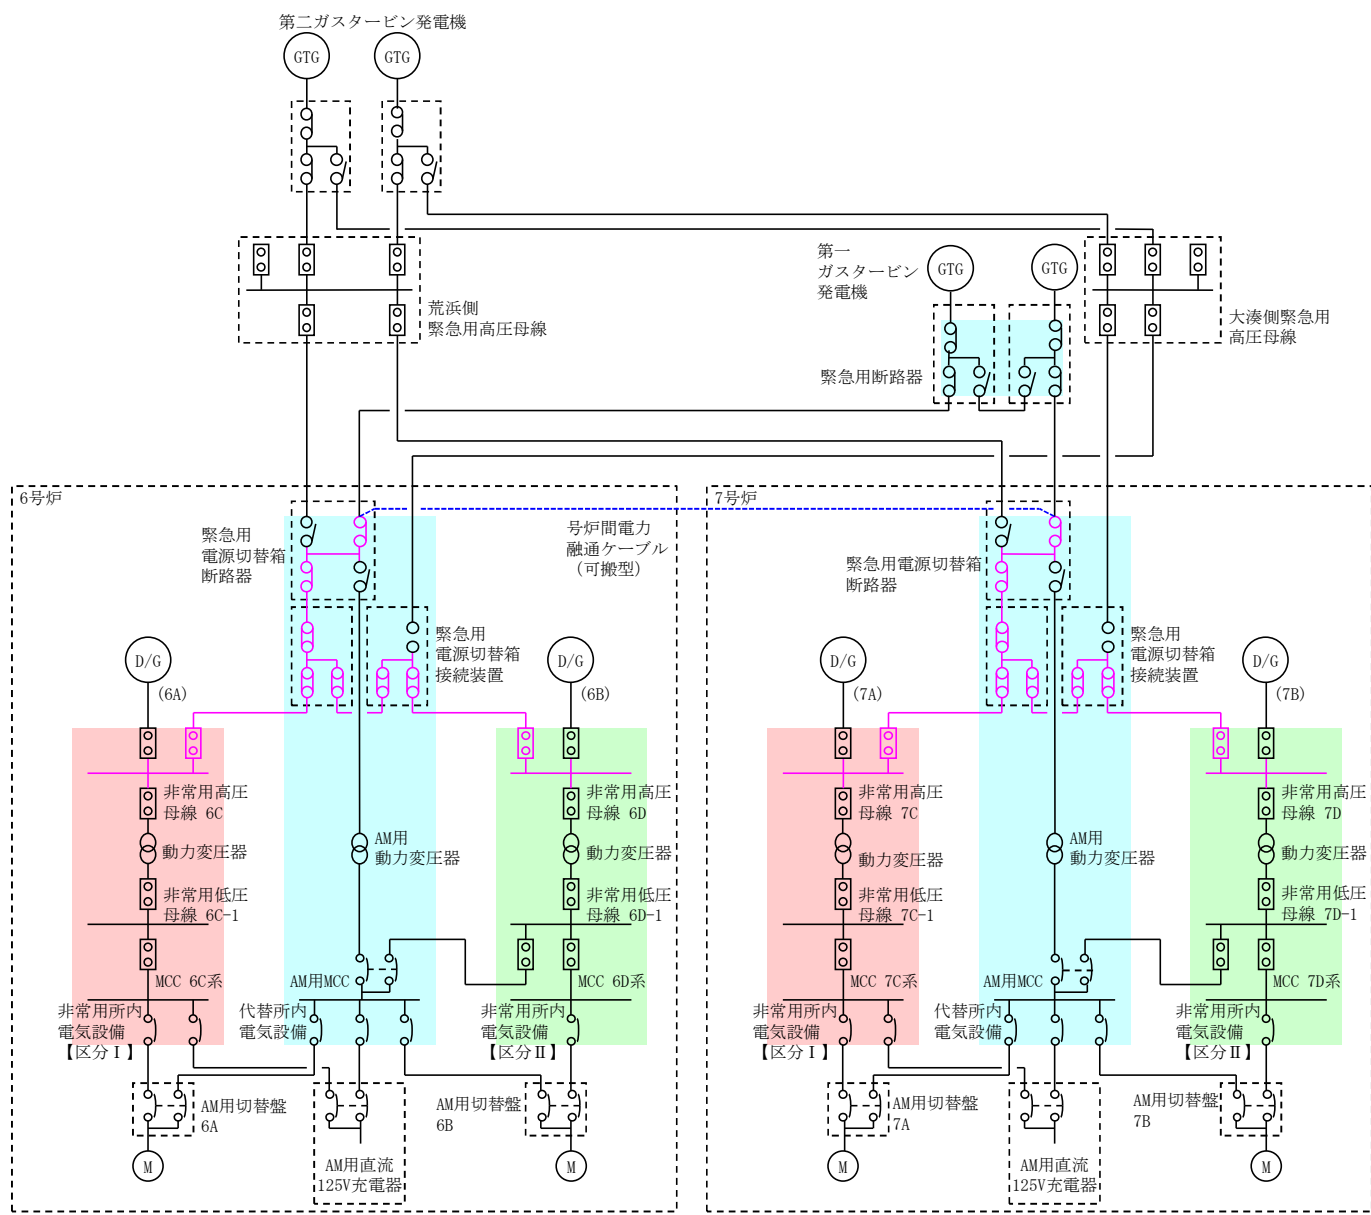 第二ガスタービン発電機
GTG
GTG
第一
ガスタービン
発電機
GTG
GTG
荒浜側
緊急用高圧母線
大湊側緊急用
高圧母線
緊急用断路器
6号炉
緊急用
電源切替箱
断路器
号炉間電力
融通ケーブル
(可搬型)
緊急用
電源切替箱
接続装置
D/G
(6A)
D/G
(6B)
非常用高圧
母線 6C
動力変圧器
非常用低圧
母線 6C-1
MCC 6C系
非常用所内
電気設備
【区分Ⅰ】
AM用
動力変圧器
AM用MCC
代替所内
電気設備
非常用高圧
母線 6D
動力変圧器
非常用低圧
母線 6D-1
MCC 6D系
非常用所内
電気設備
【区分Ⅱ】
AM用切替盤
6A
M
AM用直流
125V充電器
AM用切替盤
6B
M
7号炉
緊急用電源切替箱
断路器
緊急用
電源切替箱
接続装置
D/G
(7A)
D/G
(7B)
非常用高圧
母線 7C
動力変圧器
非常用低圧
母線 7C-1
MCC 7C系
非常用所内
電気設備
【区分Ⅰ】
AM用
動力変圧器
AM用MCC
代替所内
電気設備
非常用高圧
母線 7D
動力変圧器
非常用低圧
母線 7D-1
MCC 7D系
非常用所内
電気設備
【区分Ⅱ】
AM用切替盤
7A
M
AM用直流
125V充電器
AM用切替盤
7B
M